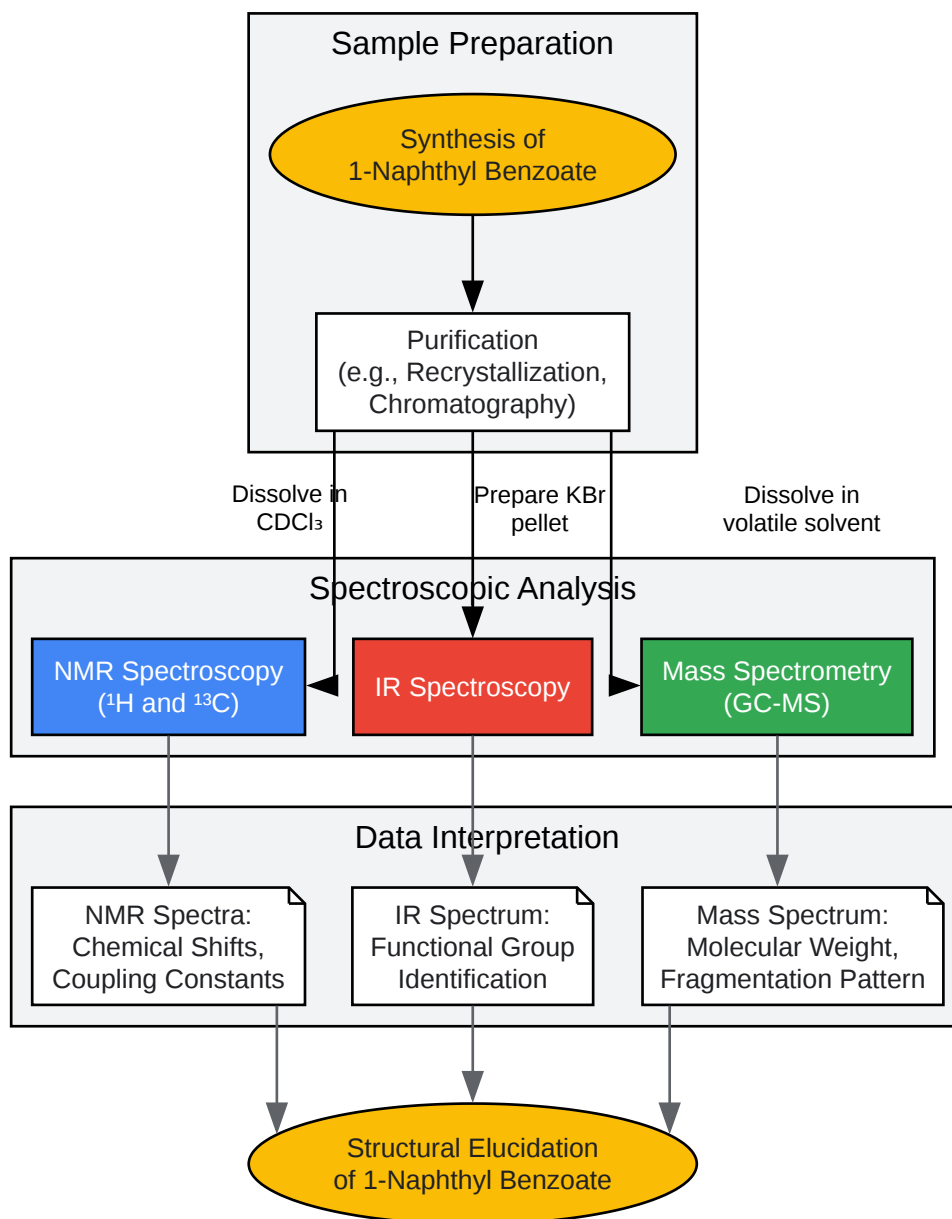 Sample Preparation
Synthesis of
1-Naphthyl Benzoate
Purification
(e.g., Recrystallization,
Chromatography)
Dissolve in
CDCl₃
Prepare KBr
pellet
Dissolve in
volatile solvent
Spectroscopic Analysis
NMR Spectroscopy
(¹H and ¹³C)
IR Spectroscopy
Mass Spectrometry
(GC-MS)
Data Interpretation
NMR Spectra:
Chemical Shifts,
Coupling Constants
IR Spectrum:
Functional Group
Identification
Mass Spectrum:
Molecular Weight,
Fragmentation Pattern
Structural Elucidation
of 1-Naphthyl Benzoate